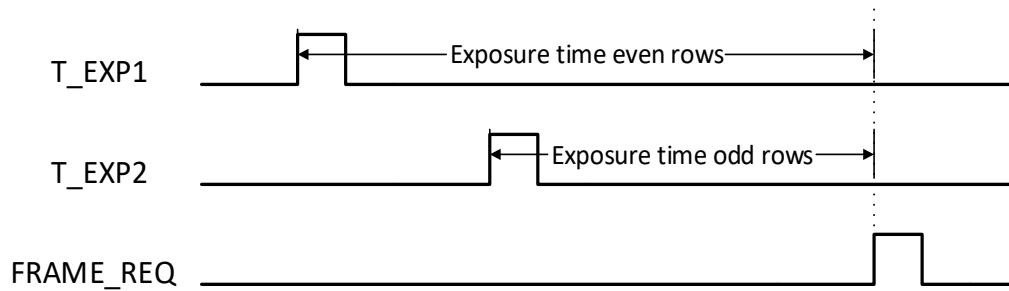 Exposure time even rows
T_EXP1
Exposure time odd rows
T_EXP2
FRAME_REQ